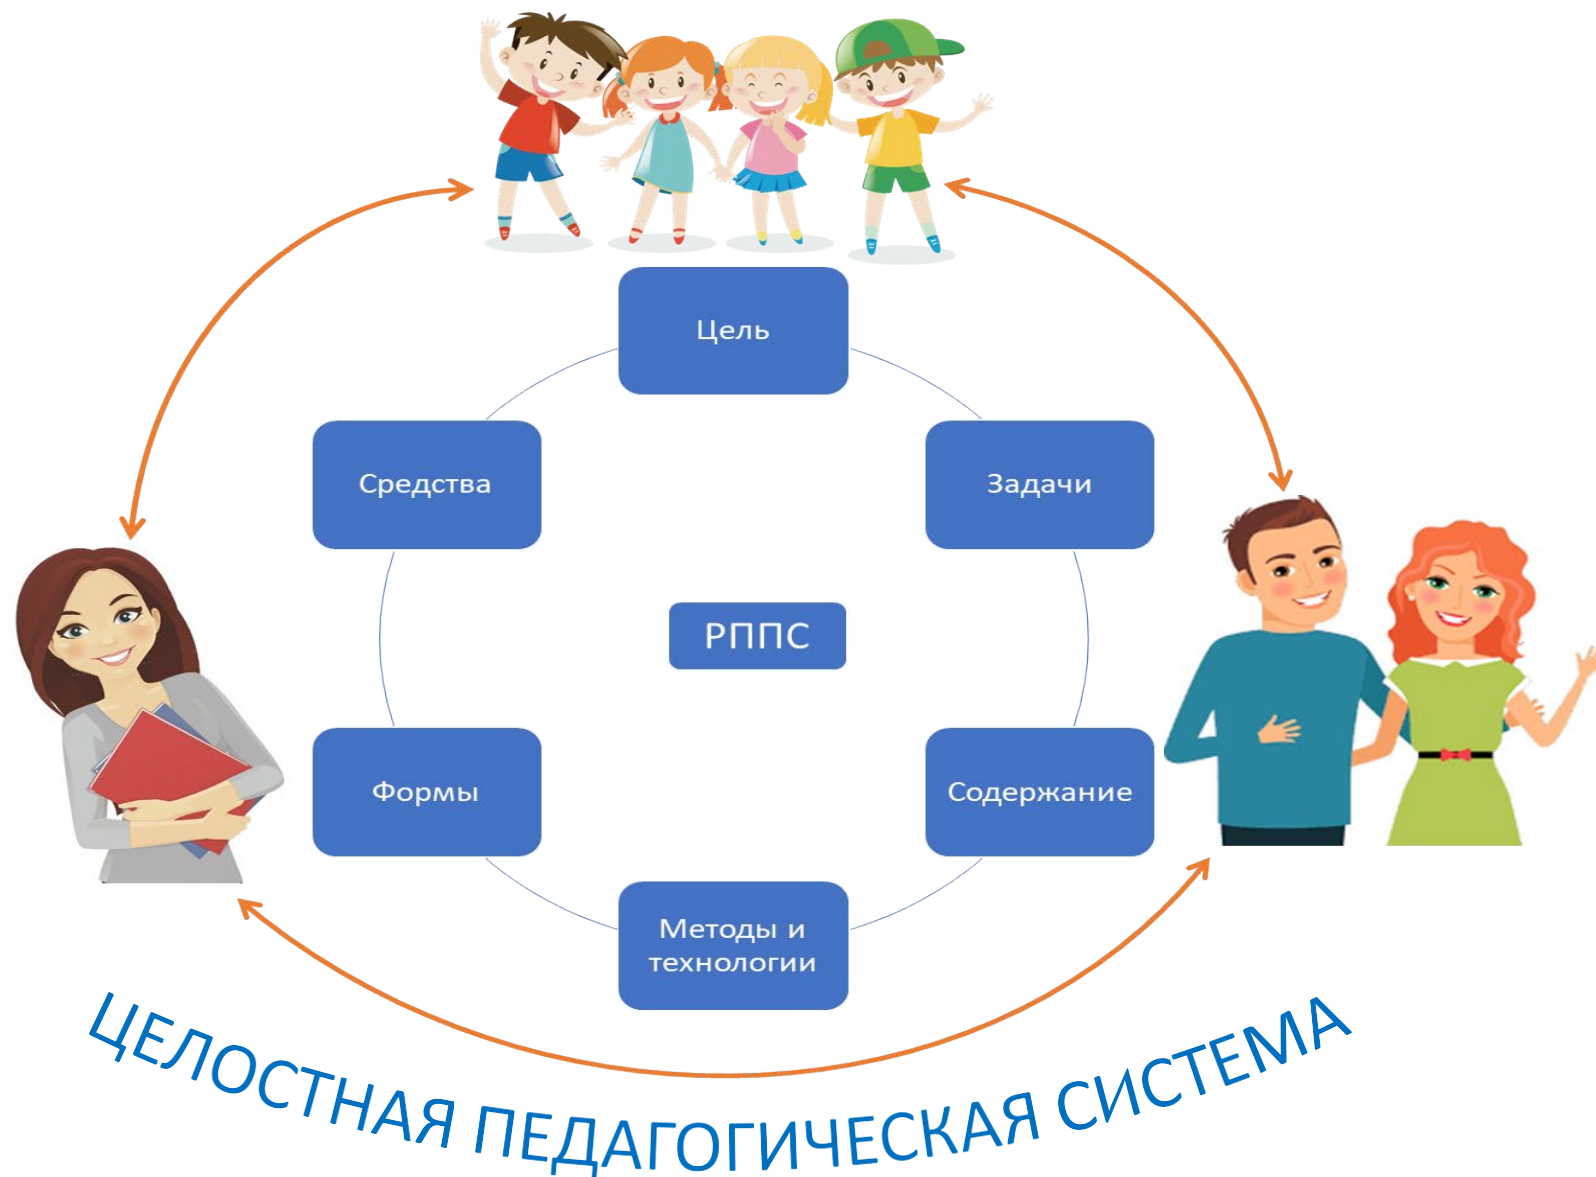 Цель
Средства
Задачи
РППС
Формы
Содержание
Методы и
технологии
ЦЕЛОСТНАЯ ПЕДАГОГИЧЕСКАЯ СИСТЕМА